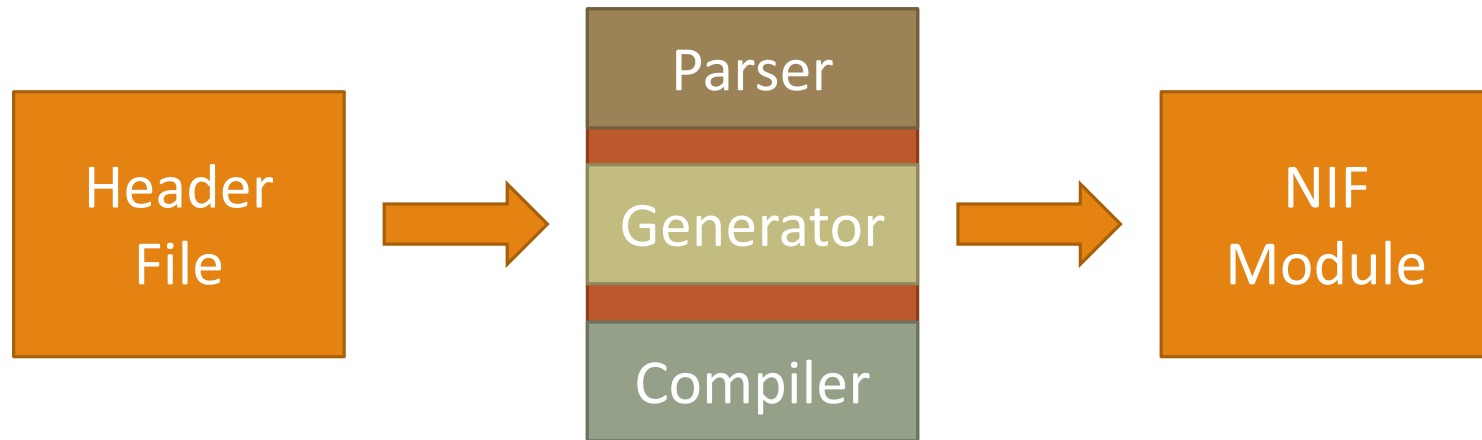 Header
File
Parser
Generator
Compiler
NIF
Module